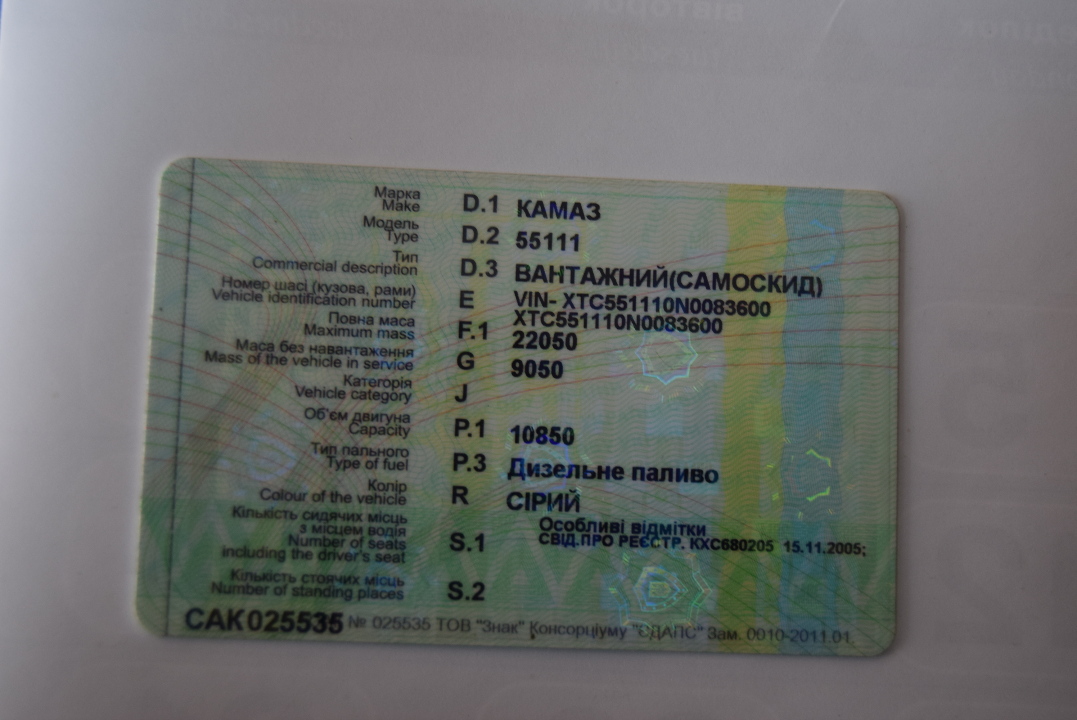 Марка
Make
D.1 КАМАЗ
Модель
Type
D.2 55111
Тип
Commercial description
D.3 ВАНТАЖНИЙ(САМОСКИД)
Номер шасі (кузова, рами)
Vehicle identification number
E VIN- XTC551110N0083600
XTC551110N0083600
Повна маса
Maximum mass
F.1 22050
Маса без навантаження
Mass of the vehicle in service
G 9050
Категорія
Vehicle category
J
Об'єм двигуна
Capacity
P.1 10850
Тип пального
Type of fuel
P.3 Дизельне паливо
Колір
Colour of the vehicle
R СІРИЙ
Кількість сидячих місць
з місцем водія
Number of seats
including the driver's seat
S.1
Особливі відмітки
СВІД.ПРО РЕЄСТР. КХС680205 15.11.2005;
Кількість стоячих місць
Number of standing places
S.2
САК025535 № 025535 ТОВ "Знак" Консорціуму "ЄДАПС" Зам. 0010-2011.01